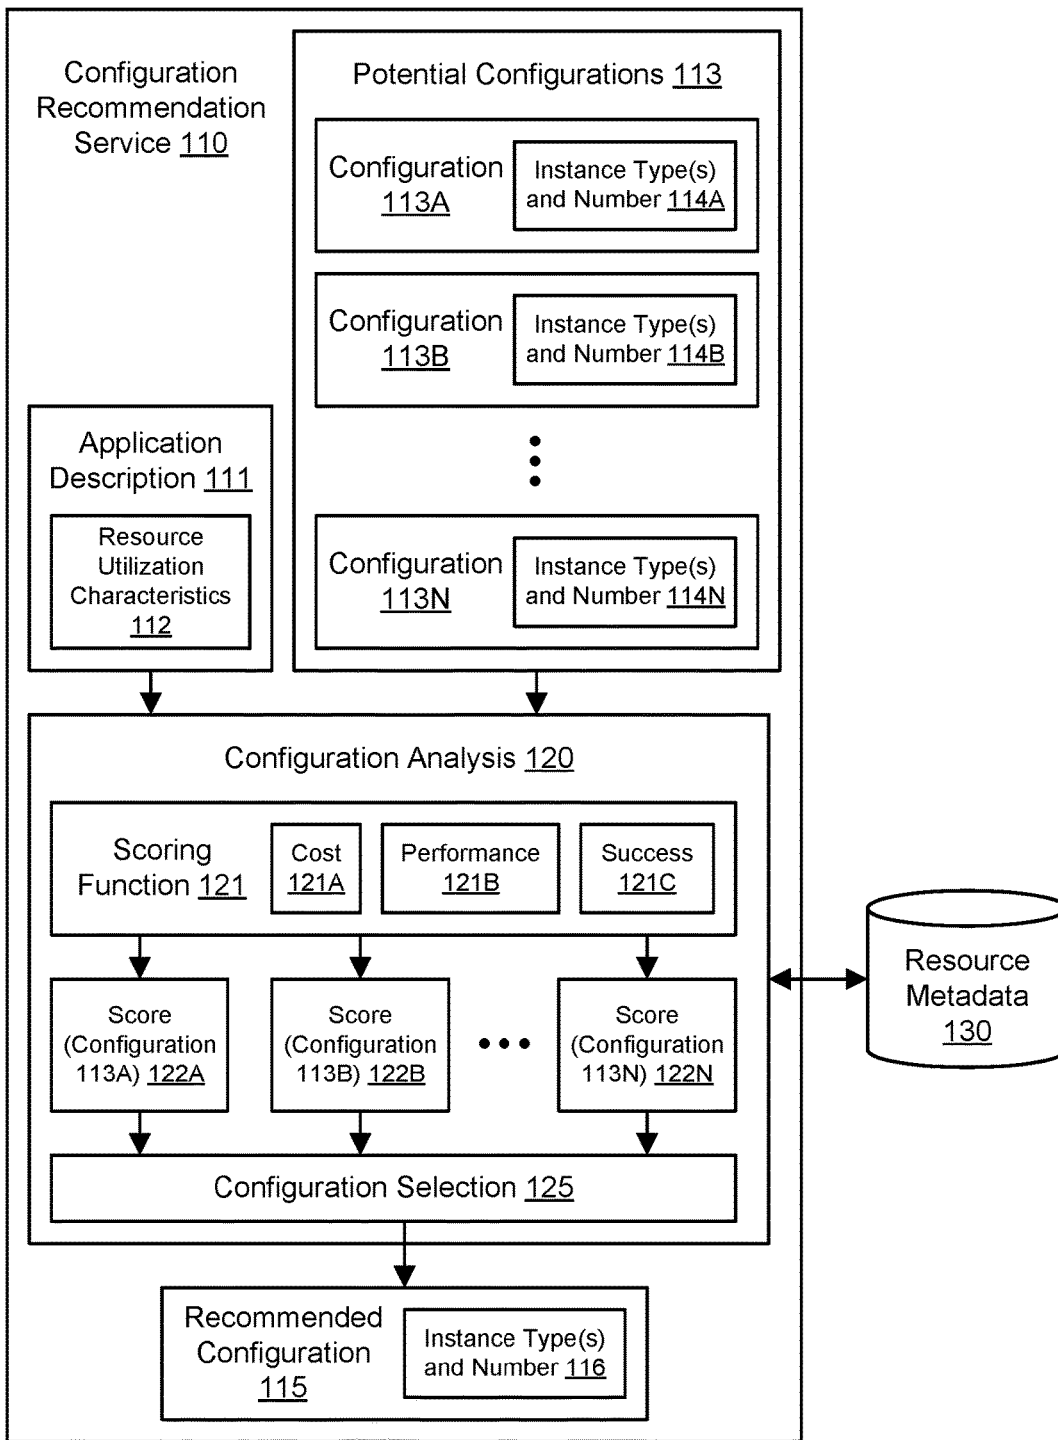 Configuration
Recommendation
Service 110
Potential Configurations 113
Configuration
113A
Instance Type(s)
and Number 114A
Configuration
113B
Instance Type(s)
and Number 114B
Application
Description 111
Resource
Utilization
Characteristics
112
Configuration
113N
Instance Type(s)
and Number 114N
Configuration Analysis 120
Scoring
Function 121
Cost
121A
Performance
121B
Success
121C
Score
(Configuration
113A) 122A
Score
(Configuration
113B) 122B
Score
(Configuration
113N) 122N
Resource
Metadata
130
Configuration Selection 125
Recommended
Configuration
115
Instance Type(s)
and Number 116